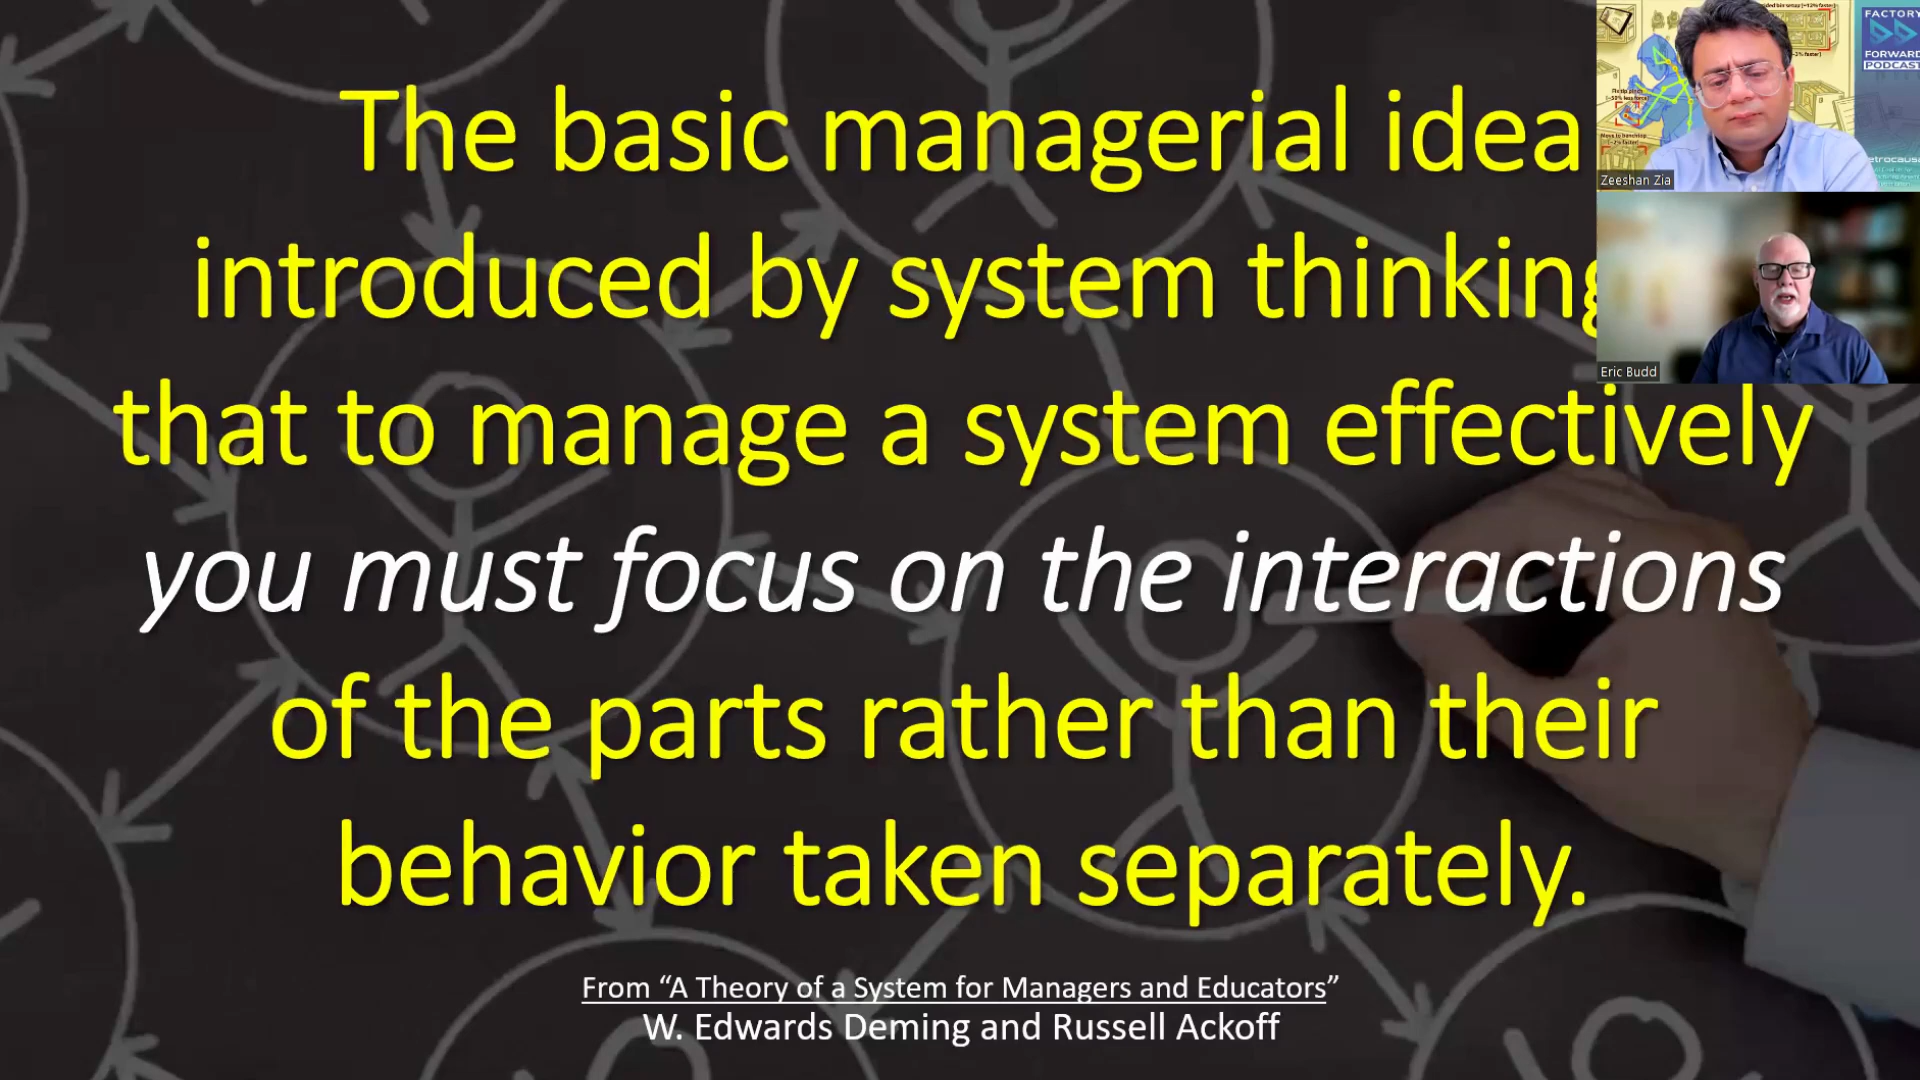 The basic managerial idea
introduced by system thinking
that to manage a system effectively
you must focus on the interactions
of the parts rather than their
behavior taken separately.
From “A Theory of a System for Managers and Educators”
W. Edwards Deming and Russell Ackoff
FACTORY
FORWARD
PODCAST
Zeeshan Zia
Eric Budd